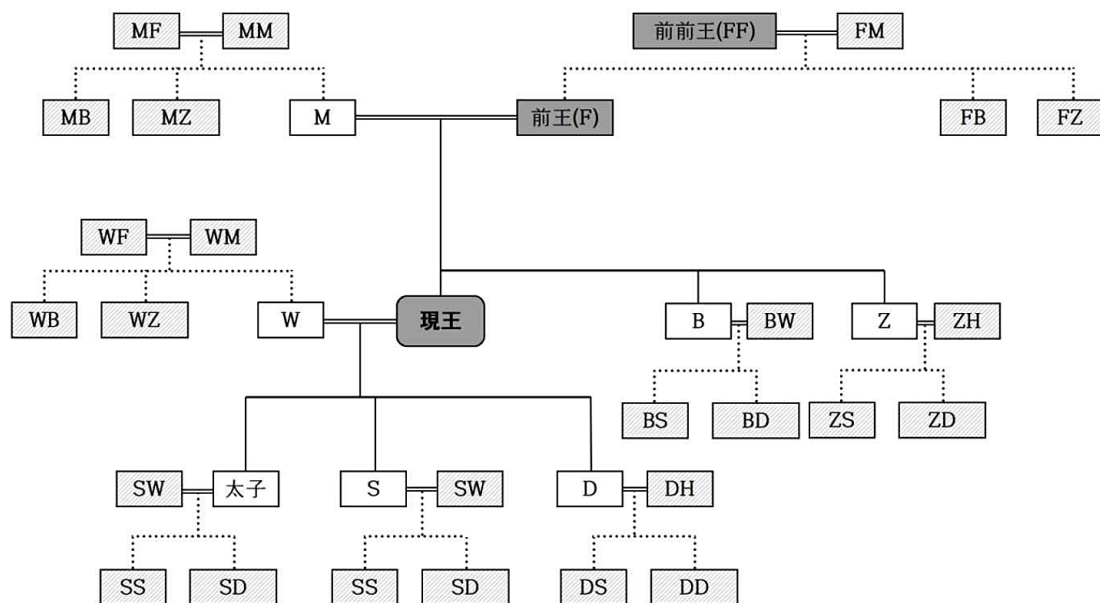 MF MM 前前王(FF) FM
MB MZ M 前王(F) FB FZ
WF WM
WB WZ W 現王 B BW Z ZH
BS BD ZS ZD
SW 太子 S SW D DH
SS SD SS SD DS DD